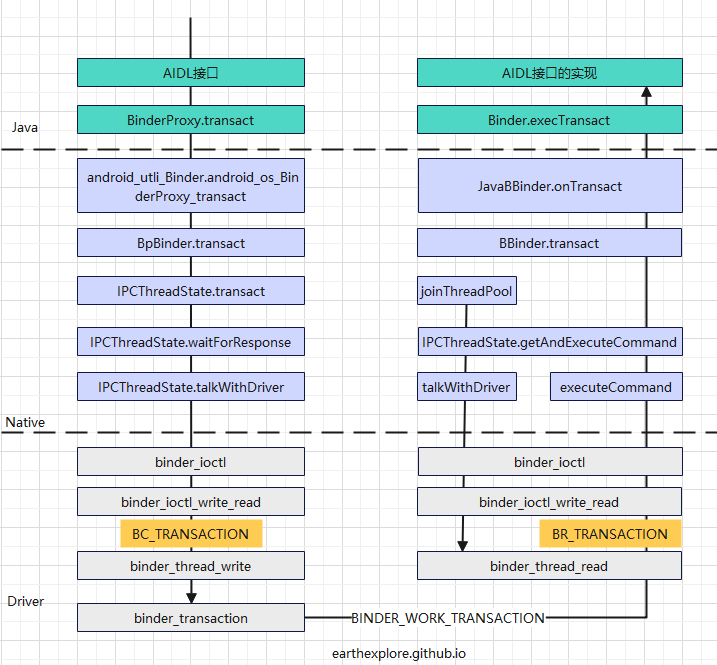 AIDL接口
AIDL接口的实现
BinderProxy.transact
Binder.execTransact
Java
android_utli_Binder.android_os_Bin
derProxy_transact
JavaBBinder.onTransact
BpBinder.transact
BBinder.transact
IPCThreadState.transact
joinThreadPool
IPCThreadState.waitForResponse
IPCThreadState.getAndExecuteCommand
IPCThreadState.talkWithDriver
talkWithDriver
executeCommand
Native
binder_ioctl
binder_ioctl
binder_ioctl_write_read
binder_ioctl_write_read
BC_TRANSACTION
BR_TRANSACTION
binder_thread_write
binder_thread_read
Driver
binder_transaction
BINDER_WORK_TRANSACTION
earthexplore.github.io